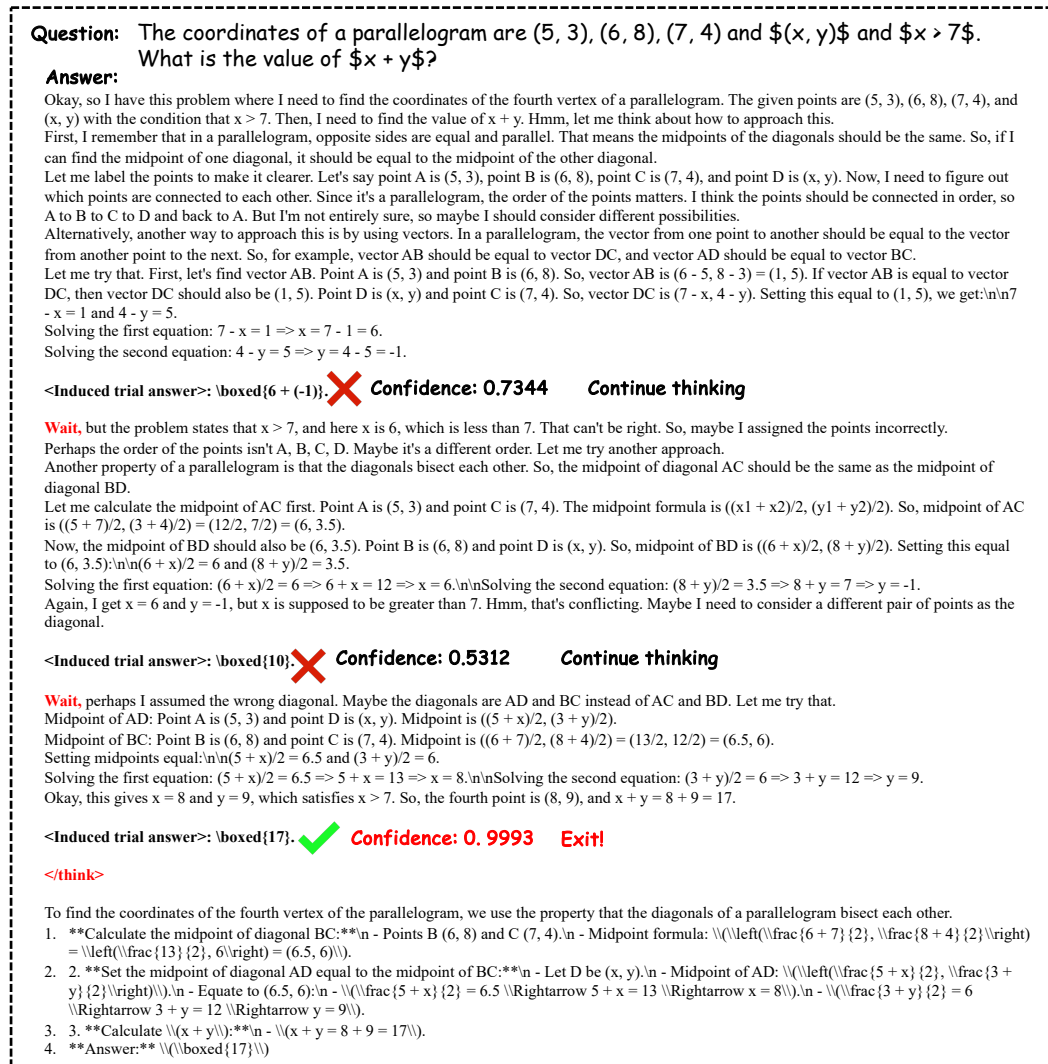 Question: The coordinates of a parallelogram are (5, 3), (6, 8), (7, 4) and $(x, y)$ and $x > 7$.
What is the value of $x + y$?
Answer:
Okay, so I have this problem where I need to find the coordinates of the fourth vertex of a parallelogram. The given points are (5, 3), (6, 8), (7, 4), and
(x, y) with the condition that x > 7. Then, I need to find the value of x + y. Hmm, let me think about how to approach this.
First, I remember that in a parallelogram, opposite sides are equal and parallel. That means the midpoints of the diagonals should be the same. So, if I
can find the midpoint of one diagonal, it should be equal to the midpoint of the other diagonal.
Let me label the points to make it clearer. Let's say point A is (5, 3), point B is (6, 8), point C is (7, 4), and point D is (x, y). Now, I need to figure out
which points are connected to each other. Since it's a parallelogram, the order of the points matters. I think the points should be connected in order, so
A to B to C to D and back to A. But I'm not entirely sure, so maybe I should consider different possibilities.
Alternatively, another way to approach this is by using vectors. In a parallelogram, the vector from one point to another should be equal to the vector
from another point to the next. So, for example, vector AB should be equal to vector DC, and vector AD should be equal to vector BC.
Let me try that. First, let's find vector AB. Point A is (5, 3) and point B is (6, 8). So, vector AB is (6 - 5, 8 - 3) = (1, 5). If vector AB is equal to vector
DC, then vector DC should also be (1, 5). Point D is (x, y) and point C is (7, 4). So, vector DC is (7 - x, 4 - y). Setting this equal to (1, 5), we get:\n\n7
- x = 1 and 4 - y = 5.
Solving the first equation: 7 - x = 1 => x = 7 - 1 = 6.
Solving the second equation: 4 - y = 5 => y = 4 - 5 = -1.
<Induced trial answer>: \boxed{6 + (-1)}. Confidence: 0.7344 Continue thinking
Wait, but the problem states that x > 7, and here x is 6, which is less than 7. That can't be right. So, maybe I assigned the points incorrectly.
Perhaps the order of the points isn't A, B, C, D. Maybe it's a different order. Let me try another approach.
Another property of a parallelogram is that the diagonals bisect each other. So, the midpoint of diagonal AC should be the same as the midpoint of
diagonal BD.
Let me calculate the midpoint of AC first. Point A is (5, 3) and point C is (7, 4). The midpoint formula is ((x1 + x2)/2, (y1 + y2)/2). So, midpoint of AC
is ((5 + 7)/2, (3 + 4)/2) = (12/2, 7/2) = (6, 3.5).
Now, the midpoint of BD should also be (6, 3.5). Point B is (6, 8) and point D is (x, y). So, midpoint of BD is ((6 + x)/2, (8 + y)/2). Setting this equal
to (6, 3.5):\n\n(6 + x)/2 = 6 and (8 + y)/2 = 3.5.
Solving the first equation: (6 + x)/2 = 6 => 6 + x = 12 => x = 6.\n\nSolving the second equation: (8 + y)/2 = 3.5 => 8 + y = 7 => y = -1.
Again, I get x = 6 and y = -1, but x is supposed to be greater than 7. Hmm, that's conflicting. Maybe I need to consider a different pair of points as the
diagonal.
<Induced trial answer>: \boxed{10}. Confidence: 0.5312 Continue thinking
Wait, perhaps I assumed the wrong diagonal. Maybe the diagonals are AD and BC instead of AC and BD. Let me try that.
Midpoint of AD: Point A is (5, 3) and point D is (x, y). Midpoint is ((5 + x)/2, (3 + y)/2).
Midpoint of BC: Point B is (6, 8) and point C is (7, 4). Midpoint is ((6 + 7)/2, (8 + 4)/2) = (13/2, 12/2) = (6.5, 6).
Setting midpoints equal:\n\n(5 + x)/2 = 6.5 and (3 + y)/2 = 6.
Solving the first equation: (5 + x)/2 = 6.5 => 5 + x = 13 => x = 8.\n\nSolving the second equation: (3 + y)/2 = 6 => 3 + y = 12 => y = 9.
Okay, this gives x = 8 and y = 9, which satisfies x > 7. So, the fourth point is (8, 9), and x + y = 8 + 9 = 17.
<Induced trial answer>: \boxed{17}. Confidence: 0. 9993 Exit!
</think>
To find the coordinates of the fourth vertex of the parallelogram, we use the property that the diagonals of a parallelogram bisect each other.
1. **Calculate the midpoint of diagonal BC:**\n - Points B (6, 8) and C (7, 4).\n - Midpoint formula: \\(\\left(\\frac{6 + 7}{2}, \\frac{8 + 4}{2}\\right)
= \\left(\\frac{13}{2}, 6\\right) = (6.5, 6)\\).
2. 2. **Set the midpoint of diagonal AD equal to the midpoint of BC:**\n - Let D be (x, y).\n - Midpoint of AD: \\(\\left(\\frac{5 + x}{2}, \\frac{3 +
y}{2}\\right)\\).\n - Equate to (6.5, 6):\n - \\(\\frac{5 + x}{2} = 6.5 \\Rightarrow 5 + x = 13 \\Rightarrow x = 8\\).\n - \\(\\frac{3 + y}{2} = 6
\\Rightarrow 3 + y = 12 \\Rightarrow y = 9\\).
3. 3. **Calculate \\(x + y\\):**\n - \\(x + y = 8 + 9 = 17\\).
4. **Answer:** \\(\\boxed{17}\\)